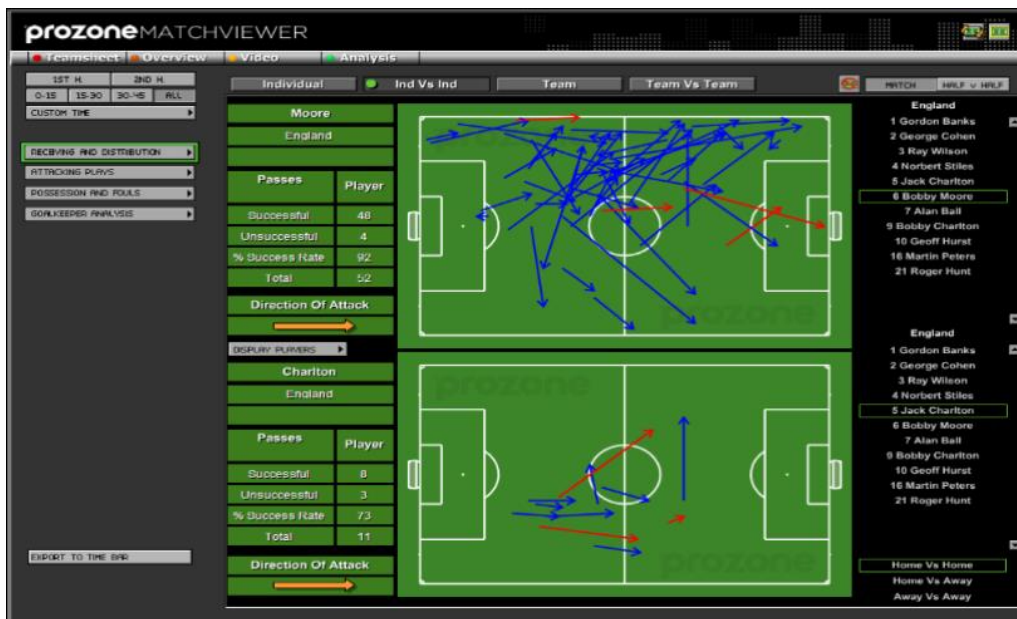 prozone MATCHVIEWER
Teamsheet Overview Video Analysis
1ST H. 2ND H.
0-15 15-30 30-45 ALL
CUSTOM TIME
RECEIVING AND DISTRIBUTION
ATTACKING PLAYS
POSSESSION AND FOULS
GOALKEEPER ANALYSIS
EXPORT TO TIME BAR
Individual Ind Vs Ind Team Team Vs Team
MATCH HALF v HALF
Moore
England
Passes Player
Successful 48
Unsuccessful 4
% Success Rate 92
Total 52
Direction Of Attack
DISPLAY PLAYERS
prozone
2
Charlton
England
Passes Player
Successful 8
Unsuccessful 3
% Success Rate 73
Total 11
Direction Of Attack
prozone
prozone
England
1 Gordon Banks
2 George Cohen
3 Ray Wilson
4 Norbert Stiles
5 Jack Charlton
6 Bobby Moore
7 Alan Ball
9 Bobby Charlton
10 Geoff Hurst
16 Martin Peters
21 Roger Hunt
England
1 Gordon Banks
2 George Cohen
3 Ray Wilson
4 Norbert Stiles
5 Jack Charlton
6 Bobby Moore
7 Alan Ball
9 Bobby Charlton
10 Geoff Hurst
16 Martin Peters
21 Roger Hunt
Home Vs Home
Home Vs Away
Away Vs Away